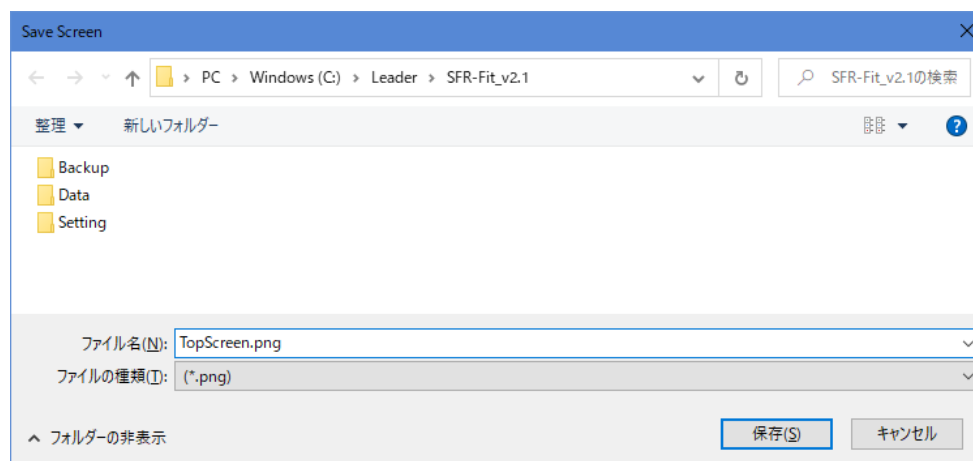 Save Screen
PC › Windows (C:) › Leader › SFR-Fit_v2.1
SFR-Fit_v2.1の検索
整理 新しいフォルダー
Backup
Data
Setting
ファイル名(N): TopScreen.png
ファイルの種類(T): (*.png)
フォルダーの非表示
保存(S) キャンセル